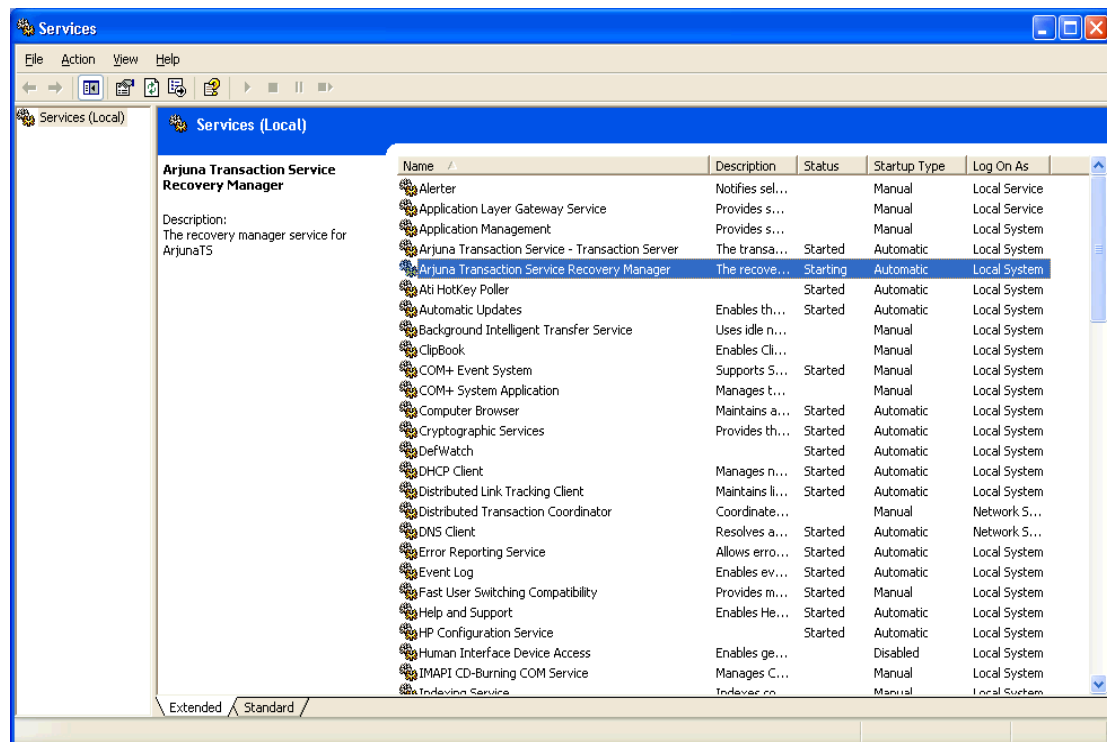 Services
File Action View Help
Services (Local)
Services (Local)
Arjuna Transaction Service
Recovery Manager
Description:
The recovery manager service for
ArjunaTS
Name Description Status Startup Type Log On As
Alerter Notifies sel... Manual Local Service
Application Layer Gateway Service Provides s... Manual Local Service
Application Management Provides s... Manual Local System
Arjuna Transaction Service - Transaction Server The transa... Started Automatic Local System
Arjuna Transaction Service Recovery Manager The recove... Starting Automatic Local System
Ati HotKey Poller Started Automatic Local System
Automatic Updates Enables th... Started Automatic Local System
Background Intelligent Transfer Service Uses idle n... Manual Local System
ClipBook Enables Cli... Manual Local System
COM+ Event System Supports S... Started Manual Local System
COM+ System Application Manages t... Manual Local System
Computer Browser Maintains a... Started Automatic Local System
Cryptographic Services Provides th... Started Automatic Local System
DefWatch Started Automatic Local System
DHCP Client Manages n... Started Automatic Local System
Distributed Link Tracking Client Maintains li... Started Automatic Local System
Distributed Transaction Coordinator Coordinate... Manual Network S...
DNS Client Resolves a... Started Automatic Network S...
Error Reporting Service Allows erro... Started Automatic Local System
Event Log Enables ev... Started Automatic Local System
Fast User Switching Compatibility Provides m... Started Manual Local System
Help and Support Enables He... Started Automatic Local System
HP Configuration Service Started Automatic Local System
Human Interface Device Access Enables ge... Disabled Local System
IMAPI CD-Burning COM Service Manages C... Manual Local System
Indexing Service Indexes co... Manual Local System
Extended Standard